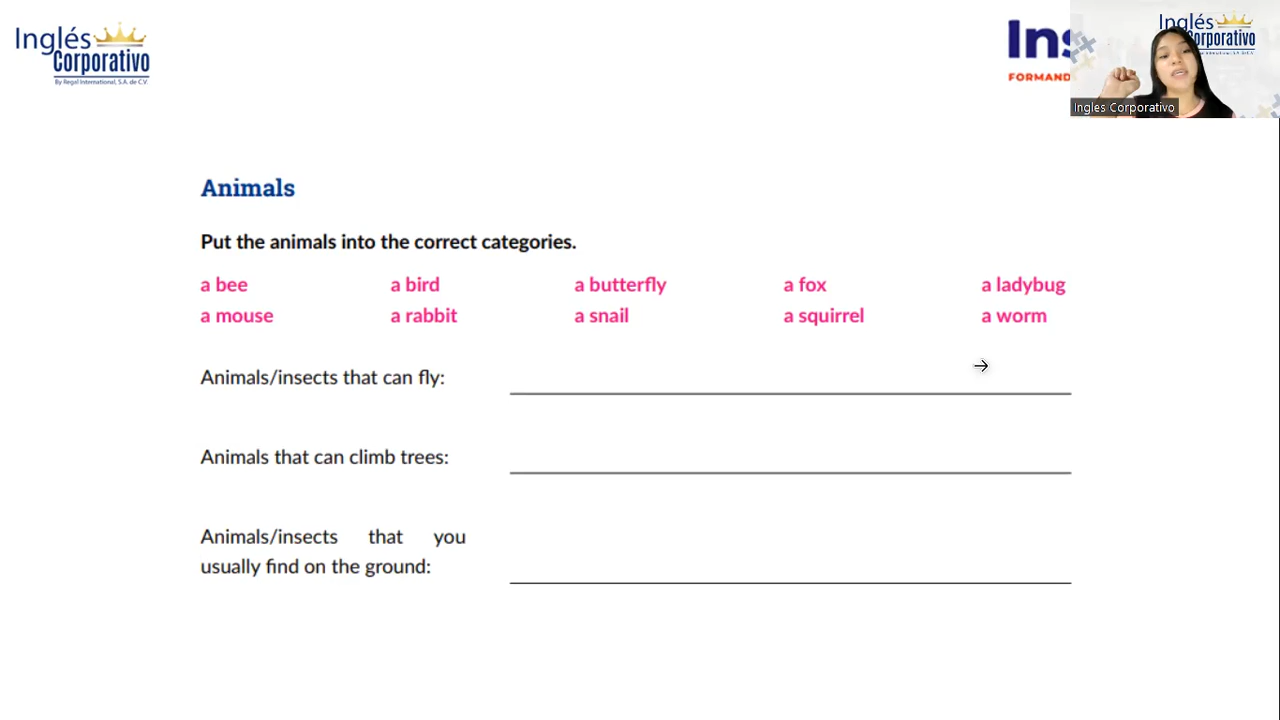 Inglés
Corporativo
By Regal International, S.A. de C.V.
Ins
FORMAND
Inglés
Corporativo
Ingles Corporativo
Animals
Put the animals into the correct categories.
a bee a bird a butterfly a fox a ladybug
a mouse a rabbit a snail a squirrel a worm
Animals/insects that can fly:
Animals that can climb trees:
Animals/insects that you
usually find on the ground: